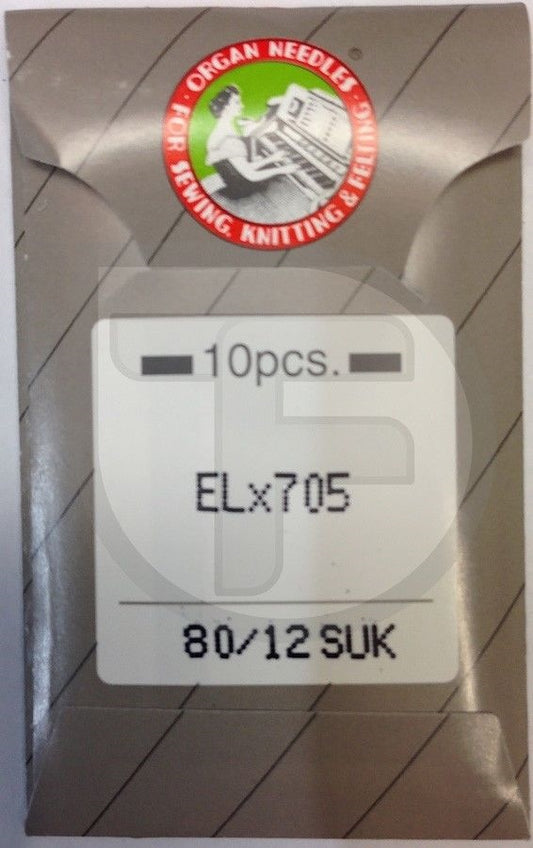 · ORGAN NEEDLES · ®
FOR SEWING, KNITTING & FELTING
10pcs.
ELx705
80/12 SUK